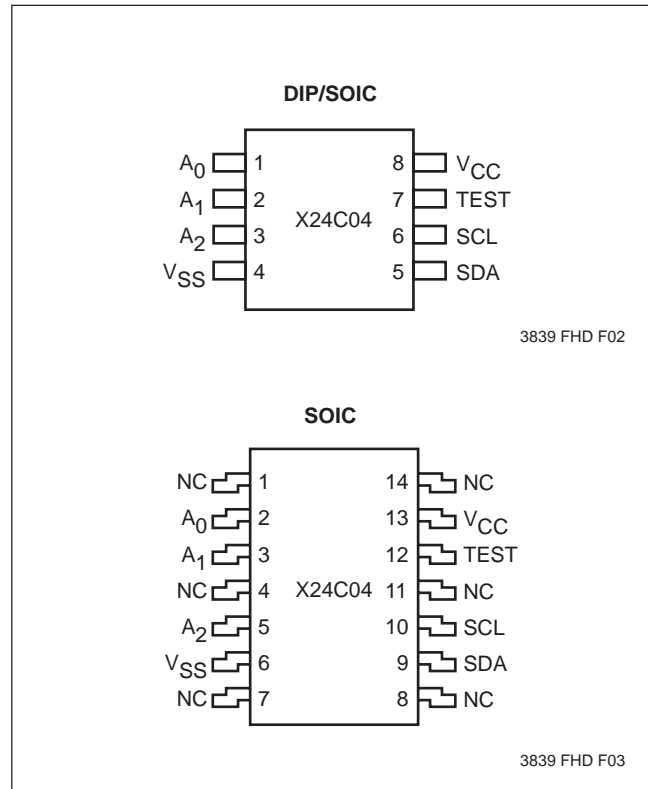 DIP/SOIC
A0 1 8 VCC
A1 2 7 TEST
X24C04
A2 3 6 SCL
VSS 4 5 SDA
3839 FHD F02
SOIC
NC 1 14 NC
A0 2 13 VCC
A1 3 12 TEST
NC 4 X24C04 11 NC
A2 5 10 SCL
VSS 6 9 SDA
NC 7 8 NC
3839 FHD F03